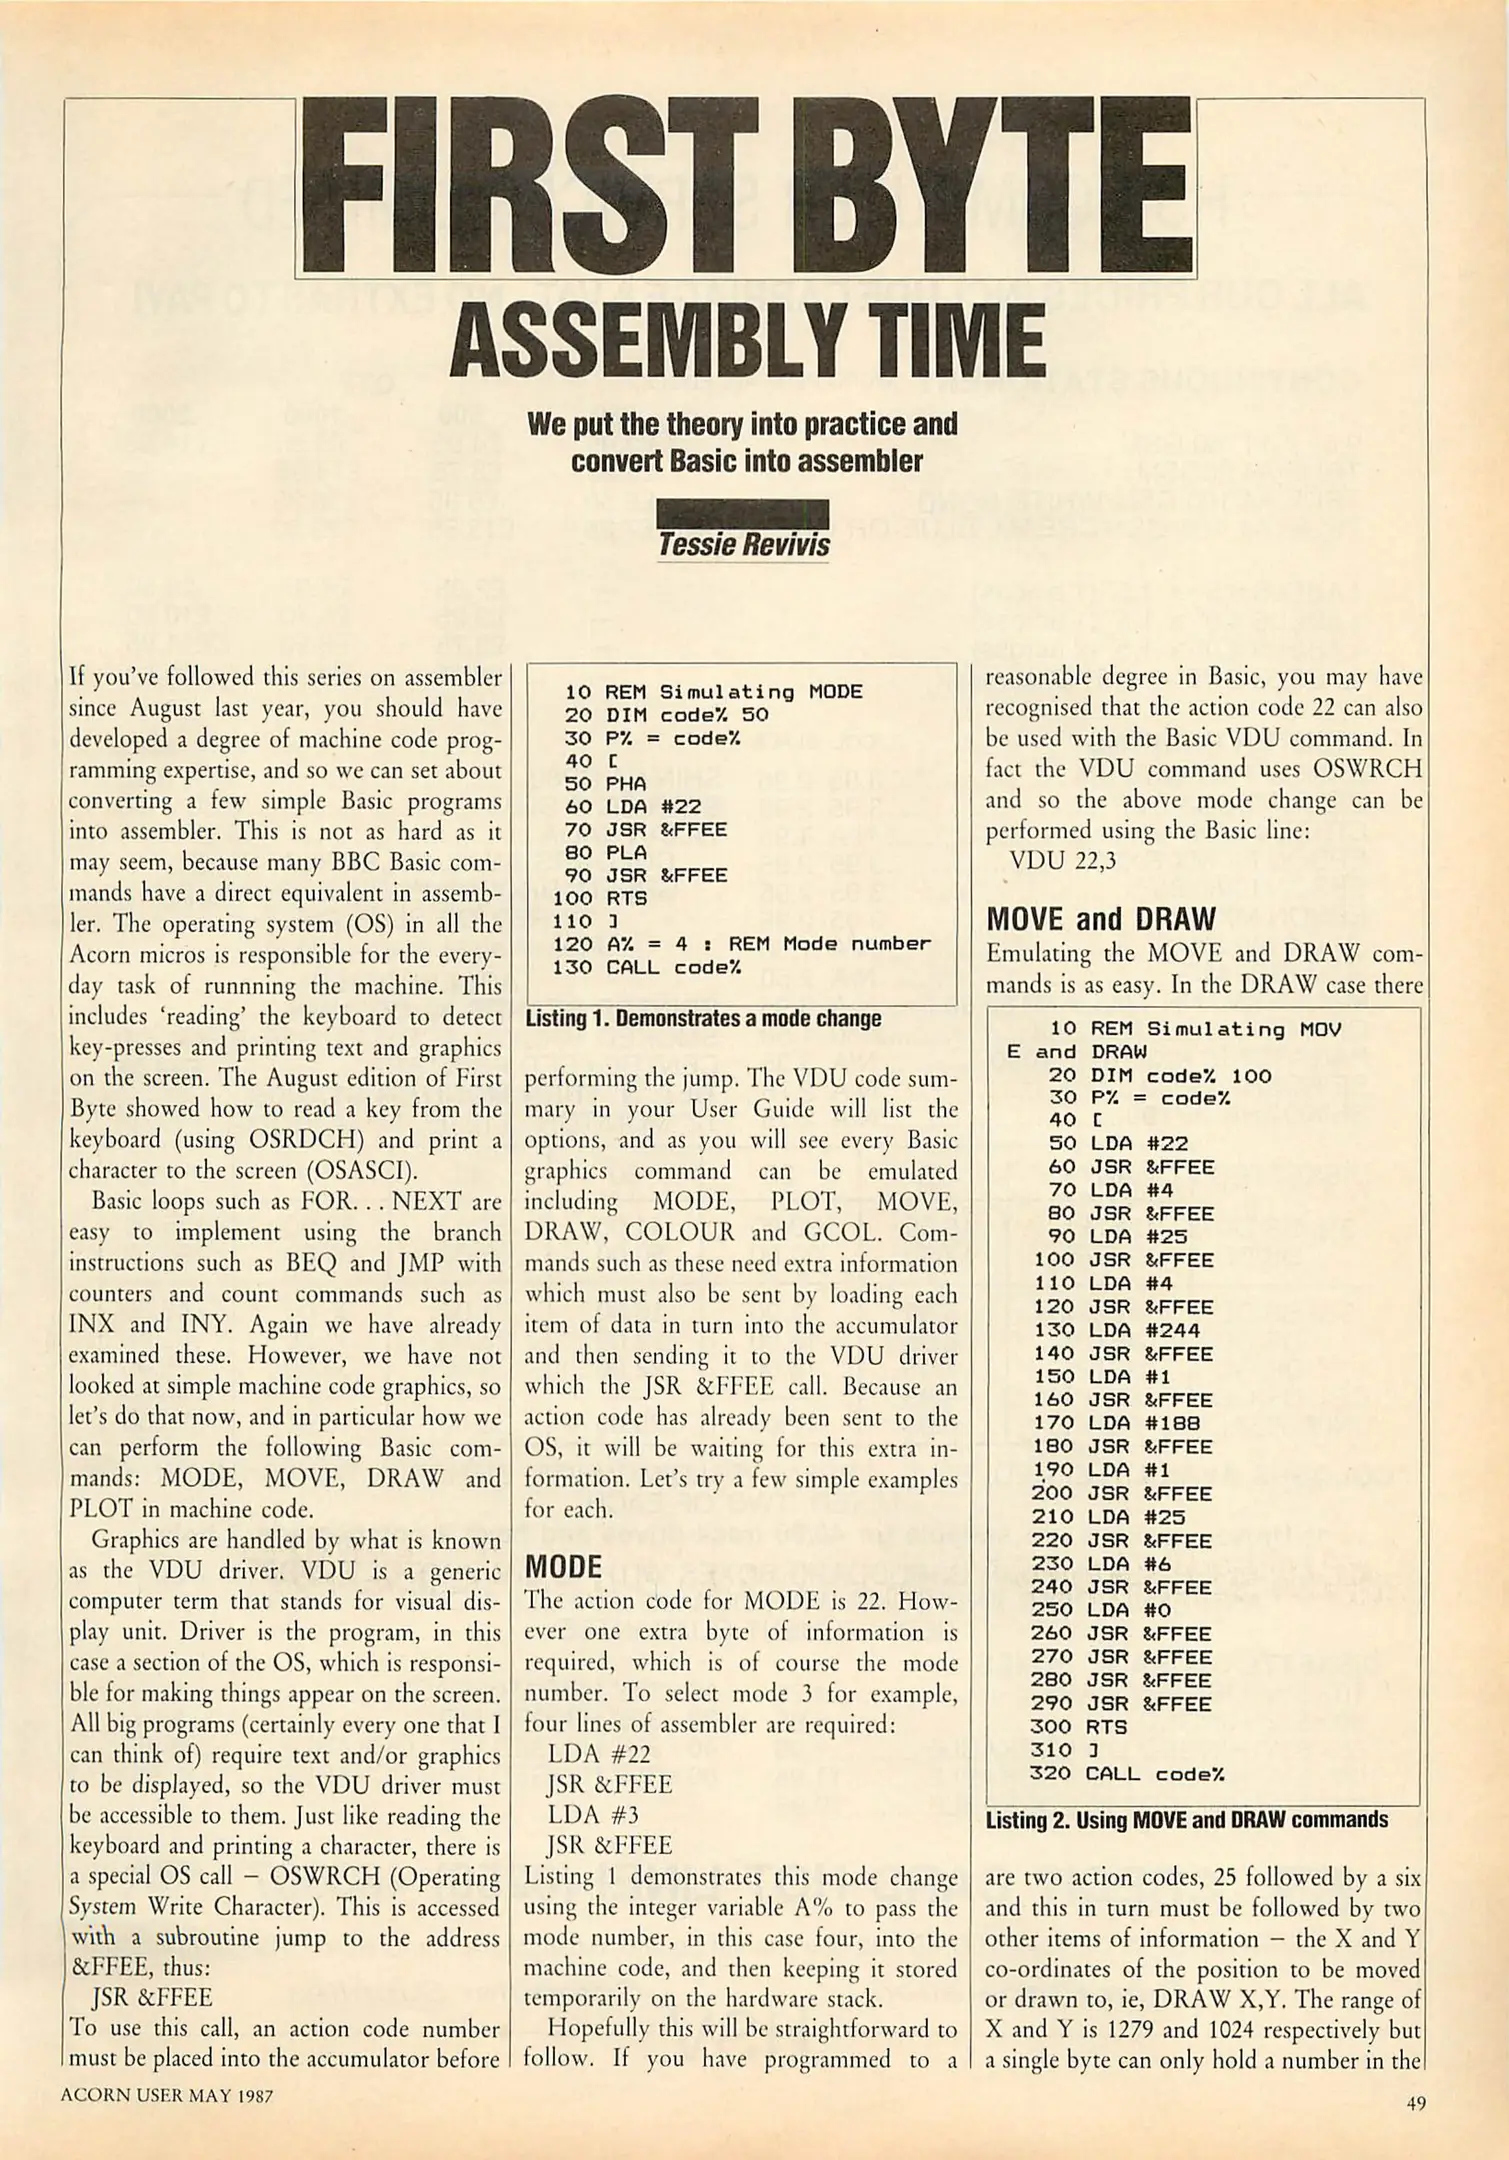 FIRST BYTE
ASSEMBLY TIME
We put the theory into practice and
convert Basic into assembler
Tessie Revivis
If you've followed this series on assembler
since August last year, you should have
developed a degree of machine code prog-
ramming expertise, and so we can set about
converting a few simple Basic programs
into assembler. This is not as hard as it
may seem, because many BBC Basic com-
mands have a direct equivalent in assemb-
ler. The operating system (OS) in all the
Acorn micros is responsible for the every-
day task of runnning the machine. This
includes 'reading' the keyboard to detect
key-presses and printing text and graphics
on the screen. The August edition of First
Byte showed how to read a key from the
keyboard (using OSRDCH) and print a
character to the screen (OSASCI).
Basic loops such as FOR. . . NEXT are
easy to implement using the branch
instructions such as BEQ and JMP with
counters and count commands such as
INX and INY. Again we have already
examined these. However, we have not
looked at simple machine code graphics, so
let's do that now, and in particular how we
can perform the following Basic com-
mands: MODE, MOVE, DRAW and
PLOT in machine code.
Graphics are handled by what is known
as the VDU driver. VDU is a generic
computer term that stands for visual dis-
play unit. Driver is the program, in this
case a section of the OS, which is responsi-
ble for making things appear on the screen.
All big programs (certainly every one that I
can think of) require text and/or graphics
to be displayed, so the VDU driver must
be accessible to them. Just like reading the
keyboard and printing a character, there is
a special OS call – OSWRCH (Operating
System Write Character). This is accessed
with a subroutine jump to the address
&FFEE, thus:
JSR &FFEE
To use this call, an action code number
must be placed into the accumulator before
10 REM Simulating MODE
20 DIM code% 50
30 P% = code%
40 [
50 PHA
60 LDA #22
70 JSR &FFEE
80 PLA
90 JSR &FFEE
100 RTS
110 ]
120 A% = 4 : REM Mode number
130 CALL code%
Listing 1. Demonstrates a mode change
performing the jump. The VDU code sum-
mary in your User Guide will list the
options, and as you will see every Basic
graphics command can be emulated
including MODE, PLOT, MOVE,
DRAW, COLOUR and GCOL. Com-
mands such as these need extra information
which must also be sent by loading each
item of data in turn into the accumulator
and then sending it to the VDU driver
which the JSR &FFEE call. Because an
action code has already been sent to the
OS, it will be waiting for this extra in-
formation. Let's try a few simple examples
for each.
MODE
The action code for MODE is 22. How-
ever one extra byte of information is
required, which is of course the mode
number. To select mode 3 for example,
four lines of assembler are required:
LDA #22
JSR &FFEE
LDA #3
JSR &FFEE
Listing 1 demonstrates this mode change
using the integer variable A% to pass the
mode number, in this case four, into the
machine code, and then keeping it stored
temporarily on the hardware stack.
Hopefully this will be straightforward to
follow. If you have programmed to a
reasonable degree in Basic, you may have
recognised that the action code 22 can also
be used with the Basic VDU command. In
fact the VDU command uses OSWRCH
and so the above mode change can be
performed using the Basic line:
VDU 22,3
MOVE and DRAW
Emulating the MOVE and DRAW com-
mands is as easy. In the DRAW case there
10 REM Simulating MOV
E and DRAW
20 DIM code% 100
30 P% = code%
40 [
50 LDA #22
60 JSR &FFEE
70 LDA #4
80 JSR &FFEE
90 LDA #25
100 JSR &FFEE
110 LDA #4
120 JSR &FFEE
130 LDA #244
140 JSR &FFEE
150 LDA #1
160 JSR &FFEE
170 LDA #188
180 JSR &FFEE
190 LDA #1
200 JSR &FFEE
210 LDA #25
220 JSR &FFEE
230 LDA #6
240 JSR &FFEE
250 LDA #0
260 JSR &FFEE
270 JSR &FFEE
280 JSR &FFEE
290 JSR &FFEE
300 RTS
310 ]
320 CALL code%
Listing 2. Using MOVE and DRAW commands
are two action codes, 25 followed by a six
and this in turn must be followed by two
other items of information – the X and Y
co-ordinates of the position to be moved
or drawn to, ie, DRAW X,Y. The range of
X and Y is 1279 and 1024 respectively but
a single byte can only hold a number in the
ACORN USER MAY 1987
49